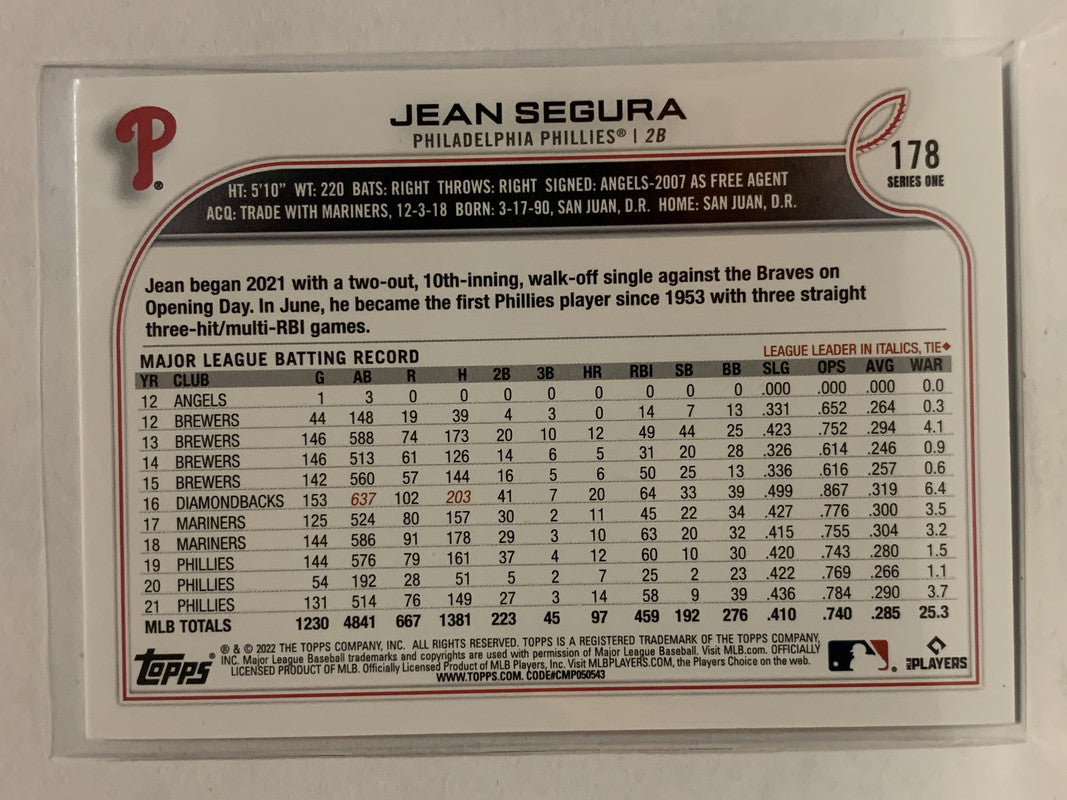 P®
JEAN SEGURA
PHILADELPHIA PHILLIES® | 2B
178
SERIES ONE
HT: 5'10" WT: 220 BATS: RIGHT THROWS: RIGHT SIGNED: ANGELS-2007 AS FREE AGENT
ACQ: TRADE WITH MARINERS, 12-3-18 BORN: 3-17-90, SAN JUAN, D.R. HOME: SAN JUAN, D.R.
Jean began 2021 with a two-out, 10th-inning, walk-off single against the Braves on
Opening Day. In June, he became the first Phillies player since 1953 with three straight
three-hit/multi-RBI games.
MAJOR LEAGUE BATTING RECORD LEAGUE LEADER IN ITALICS, TIE◆
YR CLUB G AB R H 2B 3B HR RBI SB BB SLG OPS AVG WAR
12 ANGELS 1 3 0 0 0 0 0 0 0 0 .000 .000 .000 0.0
12 BREWERS 44 148 19 39 4 3 0 14 7 13 .331 .652 .264 0.3
13 BREWERS 146 588 74 173 20 10 12 49 44 25 .423 .752 .294 4.1
14 BREWERS 146 513 61 126 14 6 5 31 20 28 .326 .614 .246 0.9
15 BREWERS 142 560 57 144 16 5 6 50 25 13 .336 .616 .257 0.6
16 DIAMONDBACKS 153 637 102 203 41 7 20 64 33 39 .499 .867 .319 6.4
17 MARINERS 125 524 80 157 30 2 11 45 22 34 .427 .776 .300 3.5
18 MARINERS 144 586 91 178 29 3 10 63 20 32 .415 .755 .304 3.2
19 PHILLIES 144 576 79 161 37 4 12 60 10 30 .420 .743 .280 1.5
20 PHILLIES 54 192 28 51 5 2 7 25 2 23 .422 .769 .266 1.1
21 PHILLIES 131 514 76 149 27 3 14 58 9 39 .436 .784 .290 3.7
MLB TOTALS 1230 4841 667 1381 223 45 97 459 192 276 .410 .740 .285 25.3
Topps®
® & © 2022 THE TOPPS COMPANY, INC. ALL RIGHTS RESERVED. TOPPS IS A REGISTERED TRADEMARK OF THE TOPPS COMPANY,
INC. Major League Baseball trademarks and copyrights are used with permission of Major League Baseball. Visit MLB.com. OFFICIALLY
LICENSED PRODUCT OF MLB. Officially Licensed Product of MLB Players, Inc. Visit MLBPLAYERS.COM, the Players Choice on the web.
WWW.TOPPS.COM. CODE#CMP050543
PLAYERS